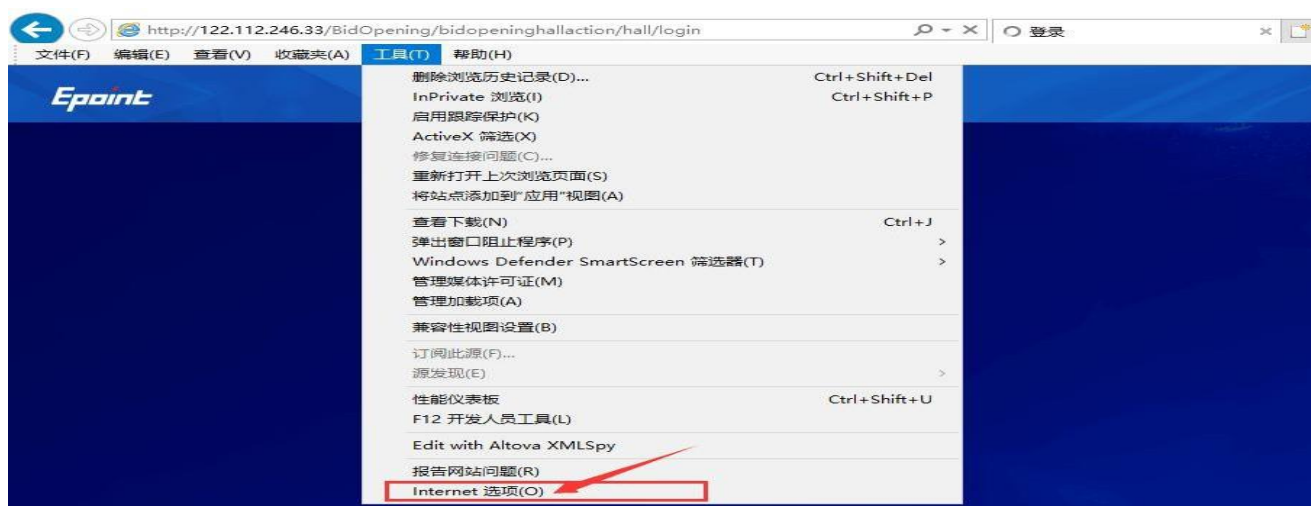 http://122.112.246.33/BidOpening/bidopeninghallaction/hall/login 登录
文件(F) 编辑(E) 查看(V) 收藏夹(A) 工具(T) 帮助(H)
Epoint
删除浏览历史记录(D)... Ctrl+Shift+Del
InPrivate 浏览(I) Ctrl+Shift+P
启用跟踪保护(K)
ActiveX 筛选(X)
修复连接问题(C)...
重新打开上次浏览页面(S)
将站点添加到"应用"视图(A)
查看下载(N) Ctrl+J
弹出窗口阻止程序(P) >
Windows Defender SmartScreen 筛选器(T) >
管理媒体许可证(M)
管理加载项(A)
兼容性视图设置(B)
订阅此源(F)...
源发现(E) >
性能仪表板 Ctrl+Shift+U
F12 开发人员工具(L)
Edit with Altova XMLSpy
报告网站问题(R)
Internet 选项(O)